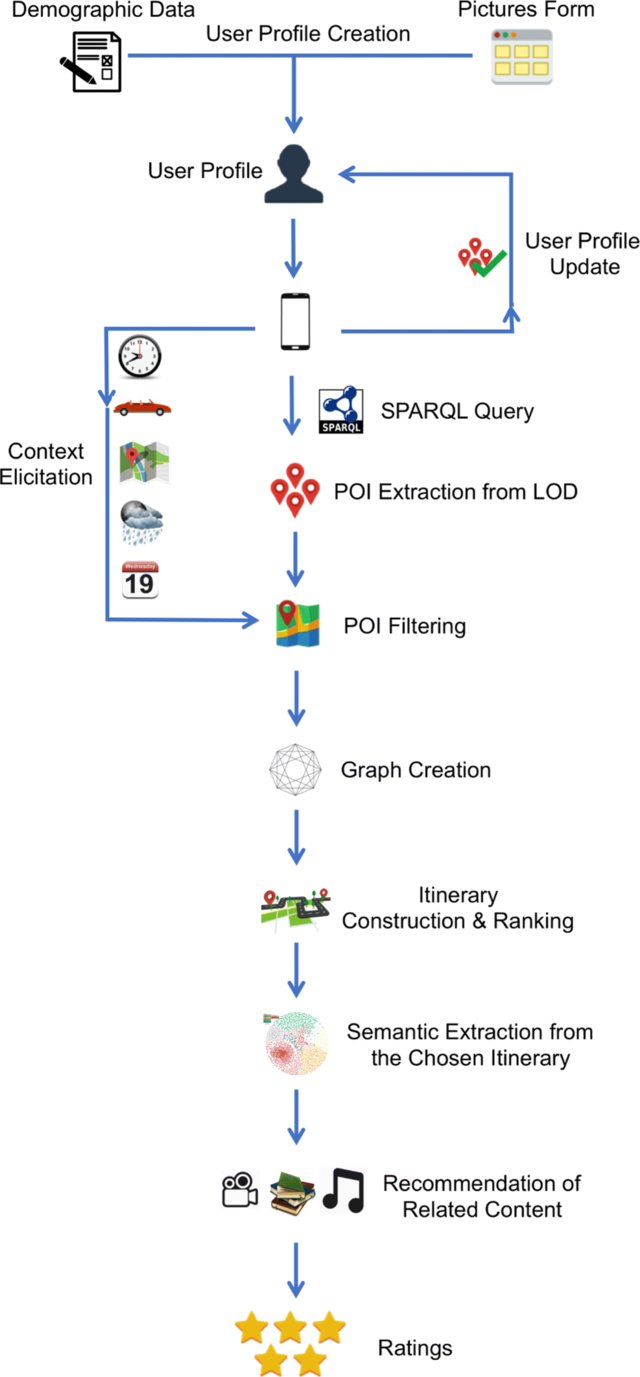 Demographic Data
Pictures Form
User Profile Creation
User Profile
User Profile
Update
SPARQL
SPARQL Query
Context
Elicitation
POI Extraction from LOD
Wednesday
19
POI Filtering
Graph Creation
Itinerary
Construction & Ranking
Semantic Extraction from
the Chosen Itinerary
Recommendation of
Related Content
Ratings